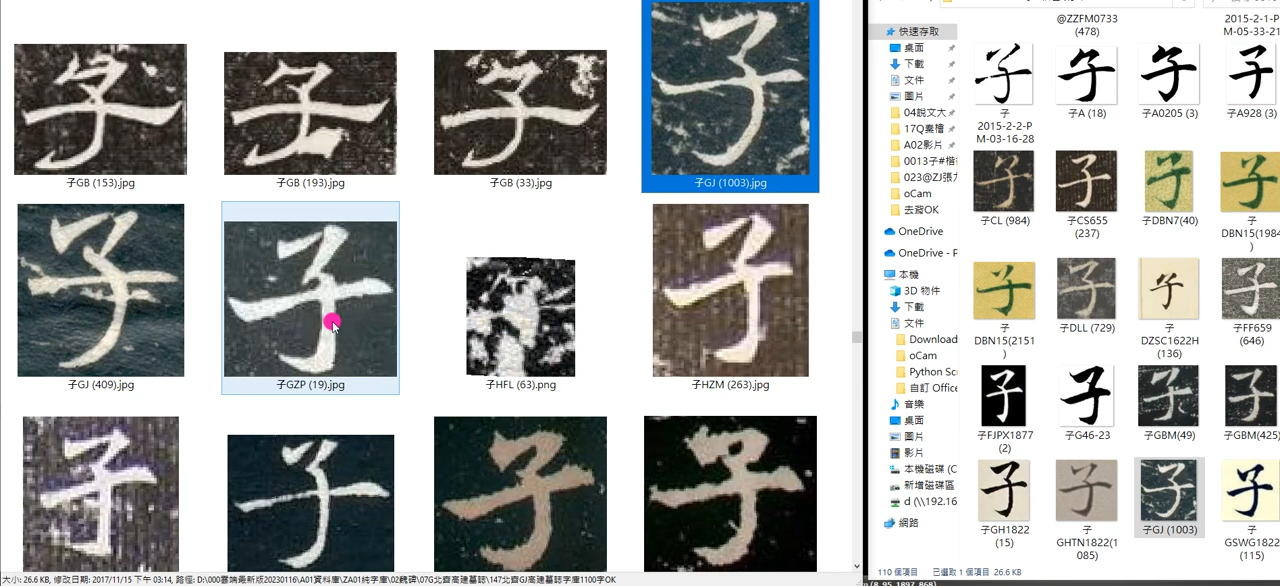 子GB (153).jpg
子GB (193).jpg
子GB (33).jpg
子GJ (1003).jpg
子GJ (409).jpg
子GZP (19).jpg
子HFL (63).png
子HZM (263).jpg
大小: 26.6 KB, 修改日期: 2017/11/15 下午 03:14, 路徑: D:\000雲端最新版20230116\A01資料庫\ZA01純字庫\02魏碑\07G北齊高建墓誌\147北齊GJ高建墓誌字庫1100字OK
快速存取
桌面
下載
文件
圖片
04說文大
17Q業檜
A02影片
0013子#楷
023@ZJ張
oCam
去背OK
OneDrive
OneDrive - P
本機
3D 物件
下載
文件
Download
oCam
Python Sc
自訂 Office
音樂
桌面
圖片
影片
本機磁碟 (C
新增磁碟區
d (\\192.16
網路
@ZZFM0733
(478)
2015-2-1-P
M-05-33-21
子
2015-2-2-P
M-03-16-28
子A (18)
子A0205 (3)
子A928 (3)
子CL (984)
子CS655
(237)
子DBN7(40)
子
DBN15(1984
)
子
DBN15(2151
)
子DLL (729)
子
DZSC1622H
(136)
子FF659
(646)
子FJPX1877
(2)
子G46-23
子GBM(49)
子GBM(425)
子GH1822
(15)
子
GHTN1822(1
085)
子GJ (1003)
子
GSWG1822
(115)
110 個項目
已選取 1 個項目 26.6 KB